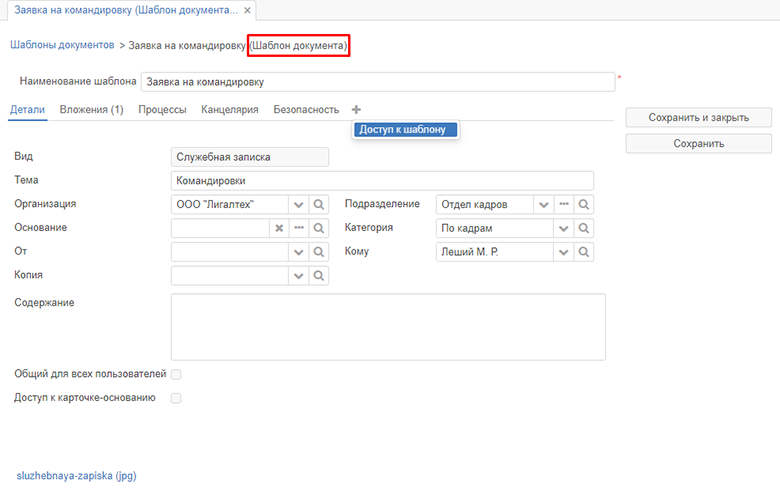 Заявка на командировку (Шаблон документа...
Шаблоны документов > Заявка на командировку (Шаблон документа)
Наименование шаблона Заявка на командировку *
Детали Вложения (1) Процессы Канцелярия Безопасность
Доступ к шаблону
Сохранить и закрыть
Сохранить
Вид Служебная записка
Тема Командировки
Организация ООО "Лигалтех" Подразделение Отдел кадров
Основание Категория По кадрам
От Кому Леший М. Р.
Копия
Содержание
Общий для всех пользователей
Доступ к карточке-основанию
sluzhebnaya-zapiska (jpg)